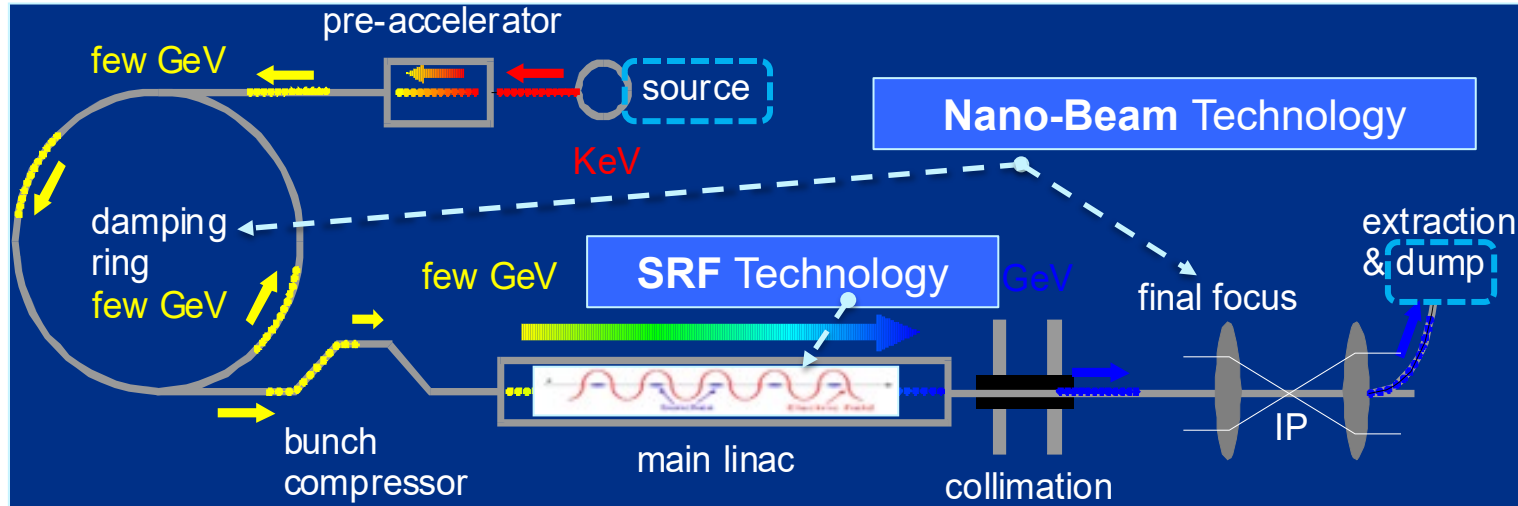 pre-accelerator
few GeV
source
KeV
Nano-Beam Technology
damping
ring
few GeV
few GeV
SRF Technology
GeV
extraction
& dump
final focus
bunch
compressor
main linac
collimation
IP